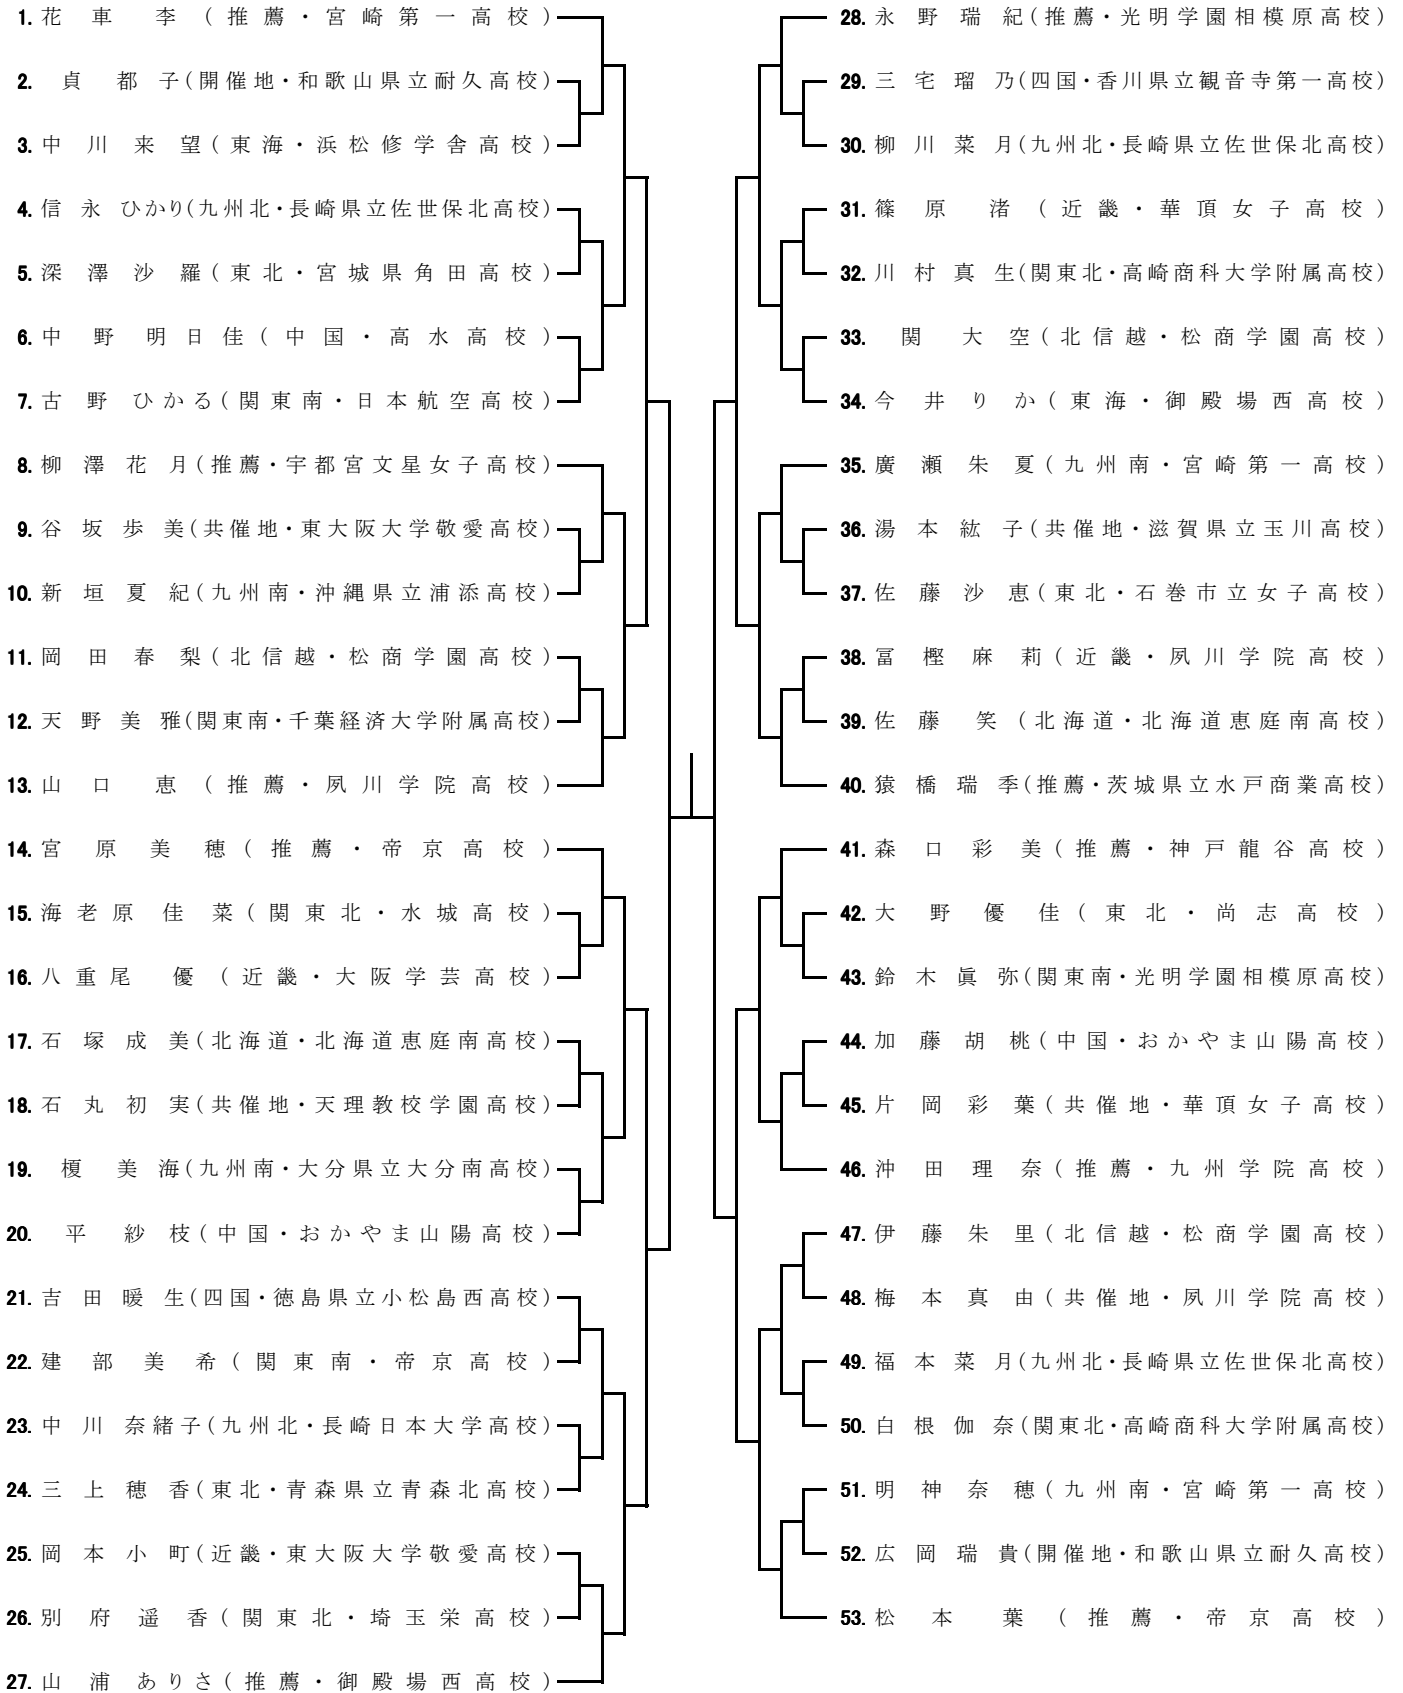 1. 花車 李 (推薦・宮崎第一高校)
2. 貞 都子(開催地・和歌山県立耐久高校)
3. 中川 来望(東海・浜松修学舎高校)
4. 信永 ひかり(九州北・長崎県立佐世保北高校)
5. 深澤 沙羅(東北・宮城県角田高校)
6. 中野 明日佳(中国・高水高校)
7. 古野 ひかる(関東南・日本航空高校)
8. 柳澤 花月(推薦・宇都宮文星女子高校)
9. 谷坂 歩美(共催地・東大阪大学敬愛高校)
10. 新垣 夏紀(九州南・沖縄県立浦添高校)
11. 岡田 春梨(北信越・松商学園高校)
12. 天野 美雅(関東南・千葉経済大学附属高校)
13. 山口 恵 (推薦・夙川学院高校)
14. 宮原 美穂(推薦・帝京高校)
15. 海老原 佳菜(関東北・水城高校)
16. 八重尾 優 (近畿・大阪学芸高校)
17. 石塚 成美(北海道・北海道恵庭南高校)
18. 石丸 初実(共催地・天理教校学園高校)
19. 榎 美海(九州南・大分県立大分南高校)
20. 平 紗枝(中国・おかやま山陽高校)
21. 吉田 暖生(四国・徳島県立小松島西高校)
22. 建部 美希(関東南・帝京高校)
23. 中川 奈緒子(九州北・長崎日本大学高校)
24. 三上 穂香(東北・青森県立青森北高校)
25. 岡本 小町(近畿・東大阪大学敬愛高校)
26. 別府 遥香(関東北・埼玉栄高校)
27. 山浦 ありさ(推薦・御殿場西高校)
28. 永野 瑞紀(推薦・光明学園相模原高校)
29. 三宅 瑠乃(四国・香川県立観音寺第一高校)
30. 柳川 菜月(九州北・長崎県立佐世保北高校)
31. 篠原 渚 (近畿・華頂女子高校)
32. 川村 真生(関東北・高崎商科大学附属高校)
33. 関 大空(北信越・松商学園高校)
34. 今井 りか(東海・御殿場西高校)
35. 廣瀬 朱夏(九州南・宮崎第一高校)
36. 湯本 紘子(共催地・滋賀県立玉川高校)
37. 佐藤 沙恵(東北・石巻市立女子高校)
38. 冨樫 麻莉(近畿・夙川学院高校)
39. 佐藤 笑 (北海道・北海道恵庭南高校)
40. 猿橋 瑞季(推薦・茨城県立水戸商業高校)
41. 森口 彩美(推薦・神戸龍谷高校)
42. 大野 優佳(東北・尚志高校)
43. 鈴木 眞弥(関東南・光明学園相模原高校)
44. 加藤 胡桃(中国・おかやま山陽高校)
45. 片岡 彩葉(共催地・華頂女子高校)
46. 沖田 理奈(推薦・九州学院高校)
47. 伊藤 朱里(北信越・松商学園高校)
48. 梅本 真由(共催地・夙川学院高校)
49. 福本 菜月(九州北・長崎県立佐世保北高校)
50. 白根 伽奈(関東北・高崎商科大学附属高校)
51. 明神 奈穂(九州南・宮崎第一高校)
52. 広岡 瑞貴(開催地・和歌山県立耐久高校)
53. 松本 葉 (推薦・帝京高校)